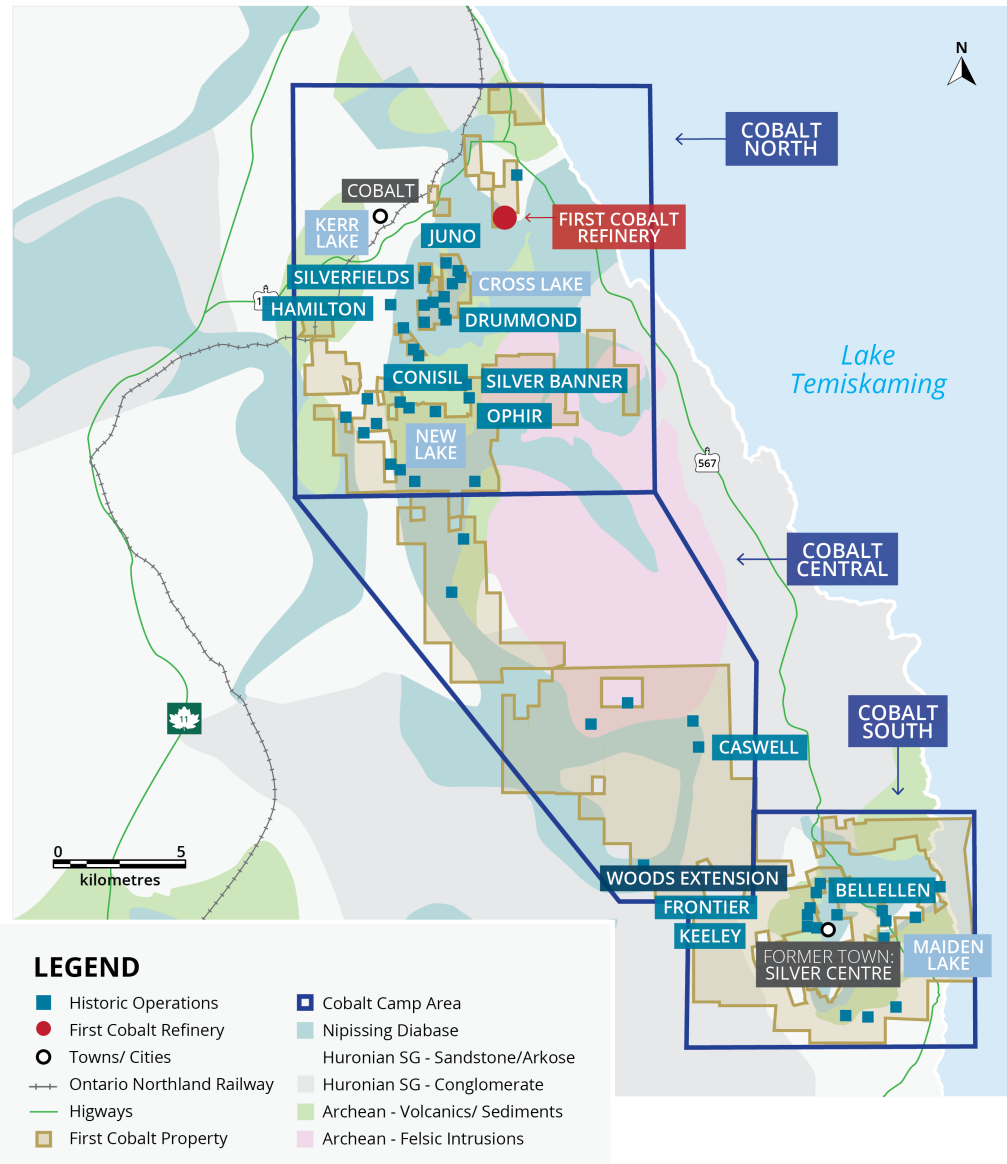 N
COBALT
NORTH
COBALT
KERR
LAKE
JUNO
FIRST COBALT
REFINERY
SILVERFIELDS
CROSS LAKE
HAMILTON
DRUMMOND
Lake
Temiskaming
CONISIL
SILVER BANNER
OPHIR
NEW
LAKE
567
COBALT
CENTRAL
11
COBALT
SOUTH
CASWELL
0 5
kilometres
WOODS EXTENSION
BELLELLEN
FRONTIER
KEELEY
MAIDEN
LAKE
FORMER TOWN:
SILVER CENTRE
LEGEND
Historic Operations
First Cobalt Refinery
Towns/ Cities
Ontario Northland Railway
Higways
First Cobalt Property
Cobalt Camp Area
Nipissing Diabase
Huronian SG - Sandstone/Arkose
Huronian SG - Conglomerate
Archean - Volcanics/ Sediments
Archean - Felsic Intrusions